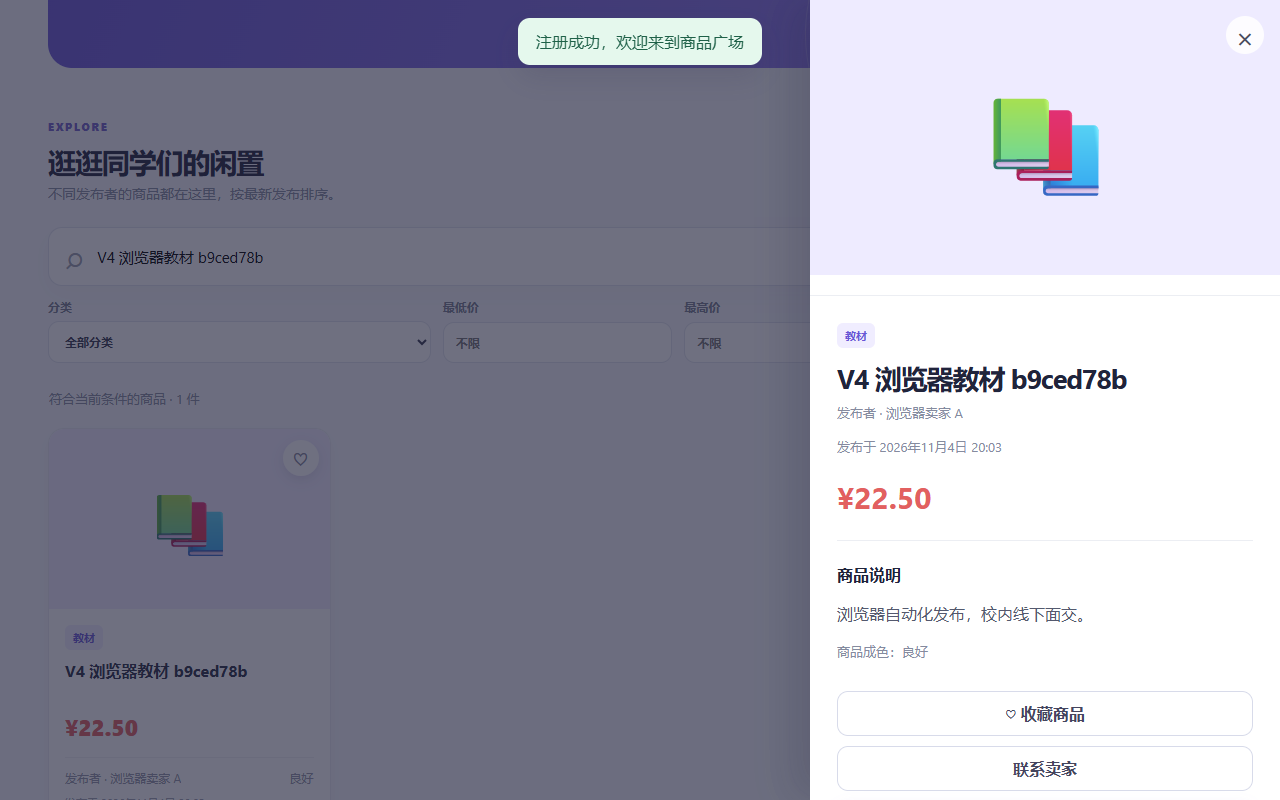 注册成功，欢迎来到商品广场
EXPLORE
逛逛同学们的闲置
不同发布者的商品都在这里，按最新发布排序。
V4 浏览器教材 b9ced78b
分类
最低价
最高价
全部分类
不限
不限
符合当前条件的商品 · 1 件
教材
V4 浏览器教材 b9ced78b
¥22.50
发布者 · 浏览器卖家 A
良好
教材
V4 浏览器教材 b9ced78b
发布者 · 浏览器卖家 A
发布于 2026年11月4日 20:03
¥22.50
商品说明
浏览器自动化发布，校内线下面交。
商品成色：良好
收藏商品
联系卖家